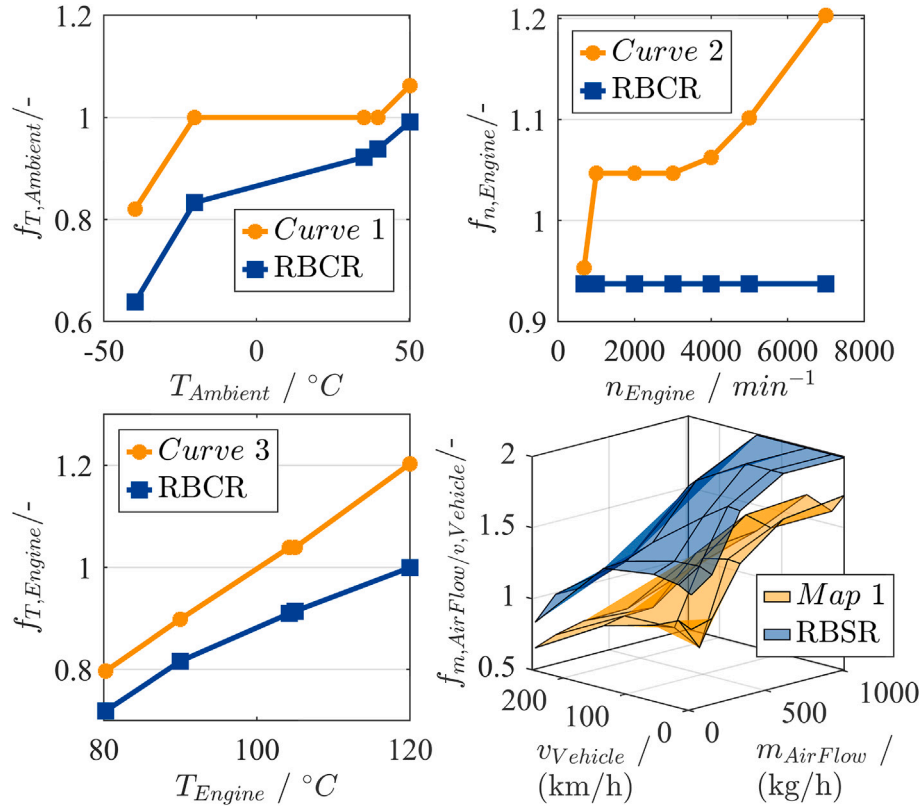 1.2
1
0.8
0.6
-50
0
50
f_{T,Ambient}/-
T_{Ambient} / °C
Curve 1
RBCR
1.2
1.1
1
0.9
0
2000
4000
6000
8000
f_{n,Engine}/-
n_{Engine} / min^{-1}
Curve 2
RBCR
1.2
1
0.8
80
100
120
f_{T,Engine}/-
T_{Engine} / °C
Curve 3
RBCR
2
1.5
1
0.5
200
100
0
0
500
1000
f_{m,AirFlow/v,Vehicle}/-
v_{Vehicle} /
(km/h)
m_{AirFlow} /
(kg/h)
Map 1
RBSR